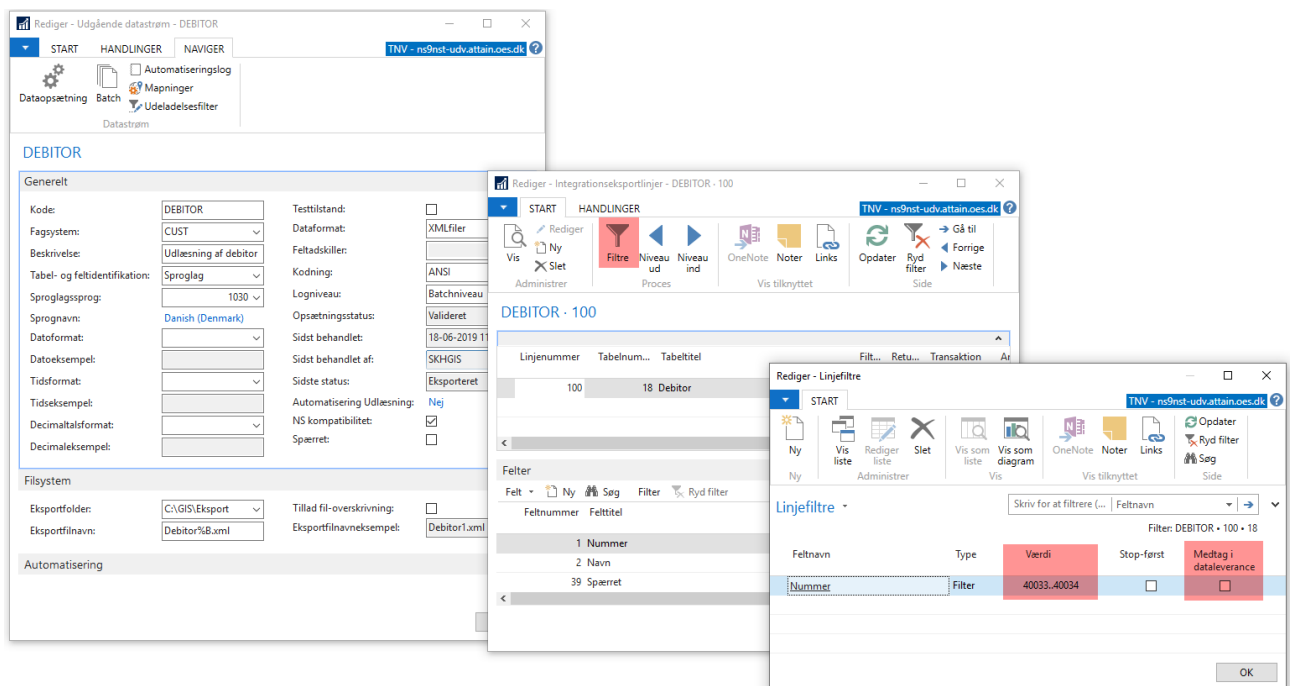 Rediger - Udgående datastrøm - DEBITOR
START HANDLINGER NAVIGER
TNV - ns9nst-udv.attain.oes.dk
Dataopsætning
Batch
Automatiseringslog
Mapninger
Udeladelsesfilter
Datastrøm
DEBITOR
Generelt
Kode: DEBITOR
Fagsystem: CUST
Beskrivelse: Udlæsning af debitor
Tabel- og feltidentifikation: Sproglag
Sproglagssprog: 1030
Sprognavn: Danish (Denmark)
Datoformat:
Datoeksempel:
Tidsformat:
Tidseksempel:
Decimaltalsformat:
Decimaleksempel:
Testtilstand:
Dataformat: XMLfiler
Feltadskiller:
Kodning: ANSI
Logniveau: Batchniveau
Opsætningsstatus: Valideret
Sidst behandlet: 18-06-2019 11
Sidst behandlet af: SKHGIS
Sidste status: Eksporteret
Automatisering Udlæsning: Nej
NS kompatibilitet:
Spærret:
Filsystem
Eksportfolder: C:\GIS\Eksport
Eksportfilnavn: Debitor%B.xml
Tillad fil-overskrivning:
Eksportfilnavneksempel: Debitor1.xml
Automatisering
Rediger - Integrationseksportlinjer - DEBITOR · 100
START HANDLINGER
TNV - ns9nst-udv.attain.oes.dk
Vis
Rediger
Ny
Slet
Administrer
Filtre
Niveau ud
Niveau ind
Proces
OneNote
Noter
Links
Vis tilknyttet
Opdater
Ryd filter
Gå til
Forrige
Næste
Side
DEBITOR · 100
Linjenummer Tabelnum... Tabeltitel Filt... Retu... Transaktion
100 18 Debitor
Felter
Felt Ny Søg Filter Ryd filter
Feltnummer Felttitel
1 Nummer
2 Navn
39 Spærret
Rediger - Linjefiltre
START
TNV - ns9nst-udv.attain.oes.dk
Ny
Ny
Vis liste
Rediger liste
Slet
Administrer
Vis som liste
Vis som diagram
Vis
OneNote
Noter
Links
Vis tilknyttet
Opdater
Ryd filter
Søg
Side
Linjefiltre
Skriv for at filtrere (... Feltnavn
Filter: DEBITOR • 100 • 18
Feltnavn Type Værdi Stop-først Medtag i dataleverance
Nummer Filter 40033..40034
OK